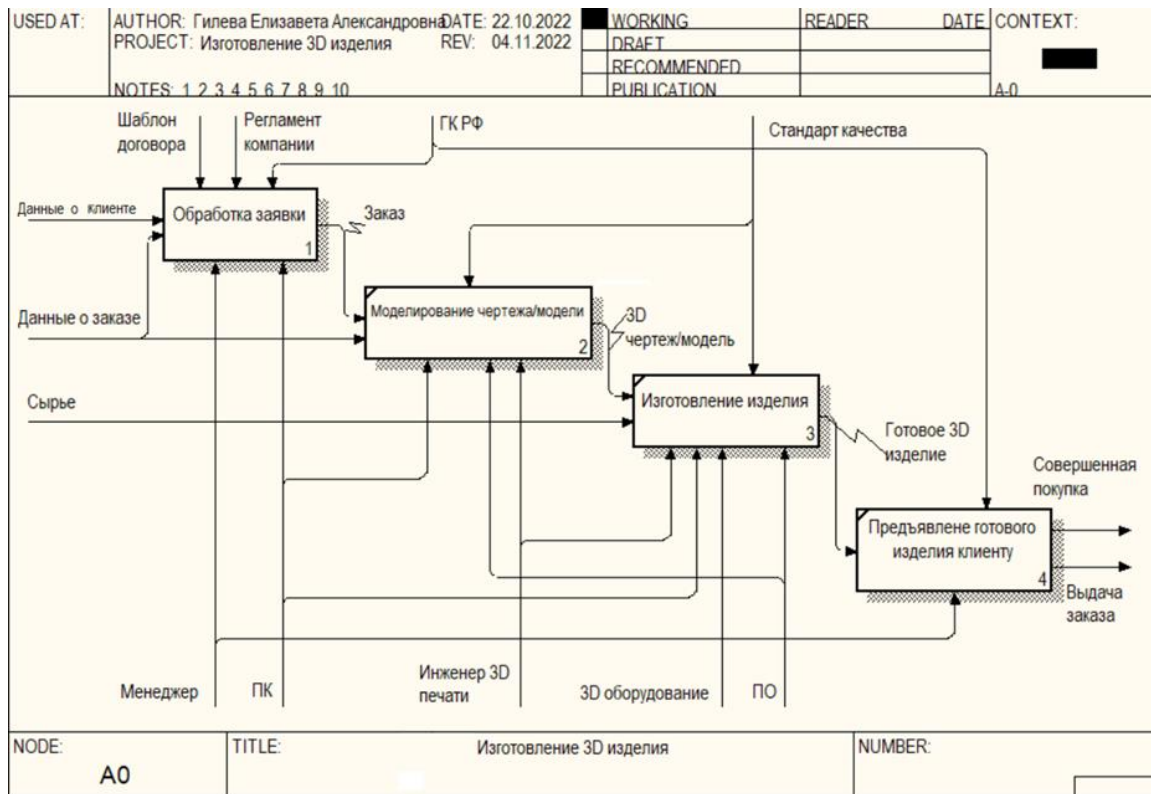 USED AT:
AUTHOR: Гилева Елизавета Александровна
DATE: 22.10.2022
WORKING
READER
DATE
CONTEXT:
PROJECT: Изготовление 3D изделия
REV: 04.11.2022
DRAFT
RECOMMENDED
NOTES: 1 2 3 4 5 6 7 8 9 10
PUBLICATION
A-0
Шаблон
договора
Регламент
компании
ГК РФ
Стандарт качества
Данные о клиенте
Обработка заявки
1
Заказ
Данные о заказе
Моделирование чертежа/модели
2
3D
чертеж/модель
Сырье
Изготовление изделия
3
Готовое 3D
изделие
Совершенная
покупка
Предъявлене готового
изделия клиенту
4
Выдача
заказа
Менеджер
ПК
Инженер 3D
печати
3D оборудование
ПО
NODE:
A0
TITLE:
Изготовление 3D изделия
NUMBER: